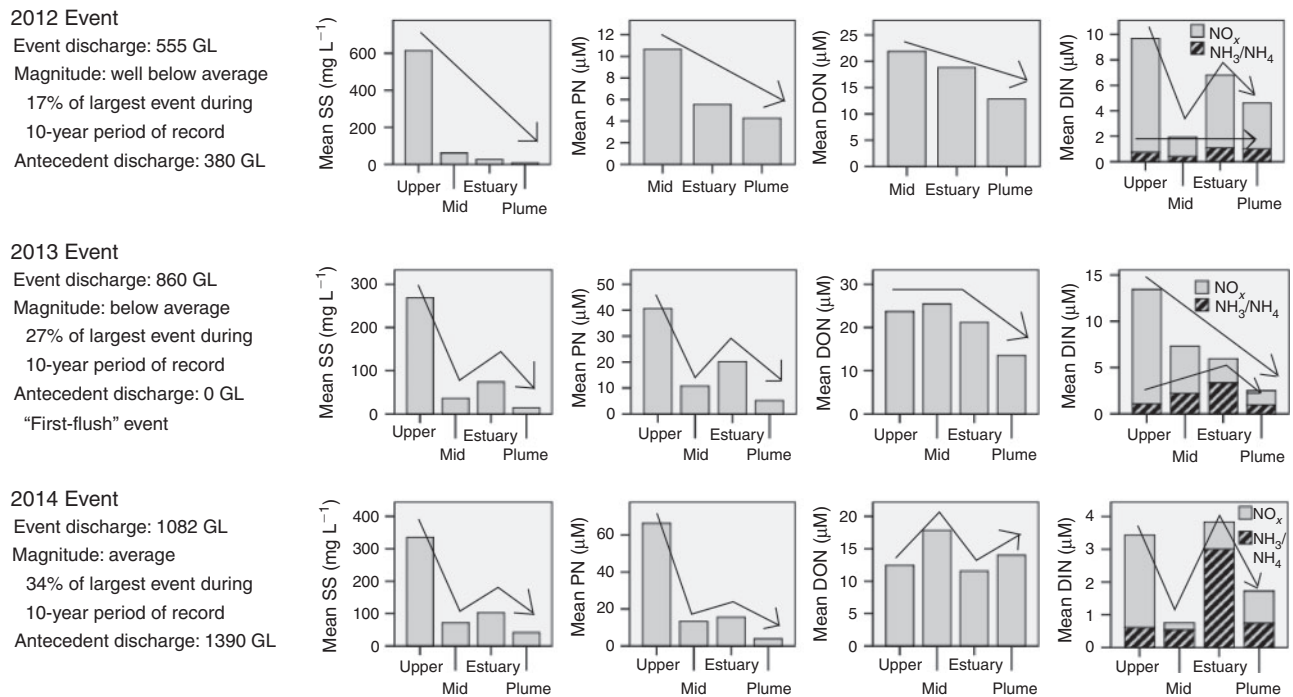 2012 Event
Event discharge: 555 GL
Magnitude: well below average
17% of largest event during
10-year period of record
Antecedent discharge: 380 GL
Mean SS (mg L⁻¹)
600
400
200
0
Upper
Mid
Estuary
Plume
Mean PN (μM)
12
10
8
6
4
2
0
Mid
Estuary
Plume
Mean DON (μM)
25
20
15
10
5
0
Mid
Estuary
Plume
Mean DIN (μM)
10
8
6
4
2
0
NOₓ
NH₃/NH₄
Upper
Mid
Estuary
Plume
2013 Event
Event discharge: 860 GL
Magnitude: below average
27% of largest event during
10-year period of record
Antecedent discharge: 0 GL
“First-flush” event
Mean SS (mg L⁻¹)
300
200
100
0
Upper
Mid
Estuary
Plume
Mean PN (μM)
50
40
30
20
10
0
Upper
Mid
Estuary
Plume
Mean DON (μM)
30
20
10
0
Upper
Mid
Estuary
Plume
Mean DIN (μM)
15
10
5
0
NOₓ
NH₃/NH₄
Upper
Mid
Estuary
Plume
2014 Event
Event discharge: 1082 GL
Magnitude: average
34% of largest event during
10-year period of record
Antecedent discharge: 1390 GL
Mean SS (mg L⁻¹)
400
300
200
100
0
Upper
Mid
Estuary
Plume
Mean PN (μM)
60
40
20
0
Upper
Mid
Estuary
Plume
Mean DON (μM)
20
15
10
5
0
Upper
Mid
Estuary
Plume
Mean DIN (μM)
4
3
2
1
0
NOₓ
NH₃/
NH₄
Upper
Mid
Estuary
Plume